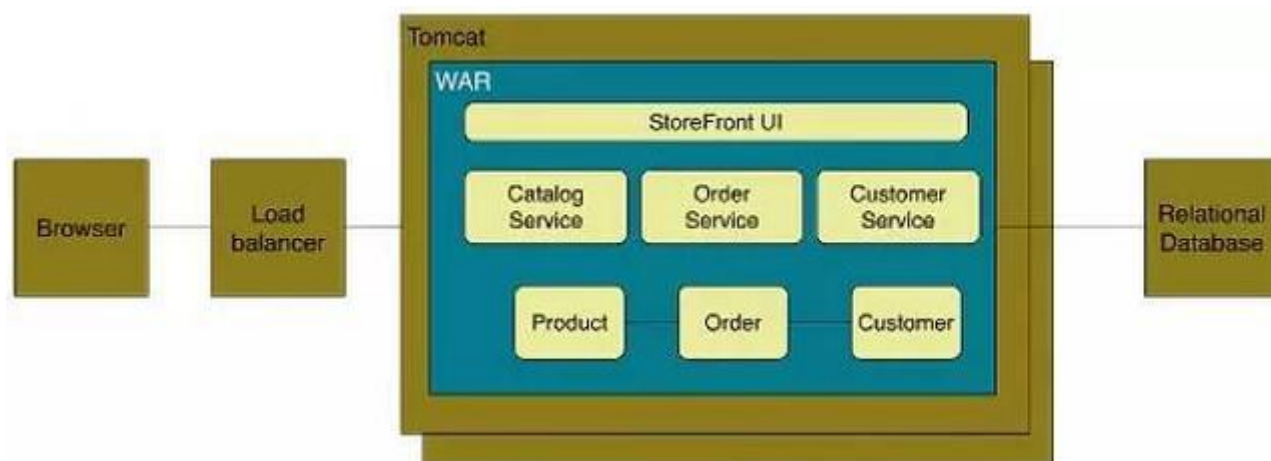 Tomcat
WAR
StoreFront UI
Catalog
Service
Order
Service
Customer
Service
Browser
Load
balancer
Relational
Database
Product
Order
Customer